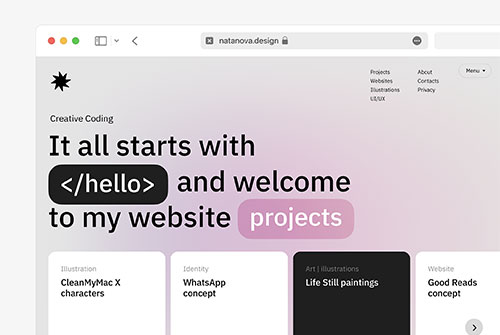 natanova.design
Projects
Websites
Illustrations
UI/UX
About
Contacts
Privacy
Menu
Creative Coding
It all starts with
</hello> and welcome
to my website projects
Illustration
CleanMyMac X
characters
Identity
WhatsApp
concept
Art | illustrations
Life Still paintings
Website
Good Reads
concept